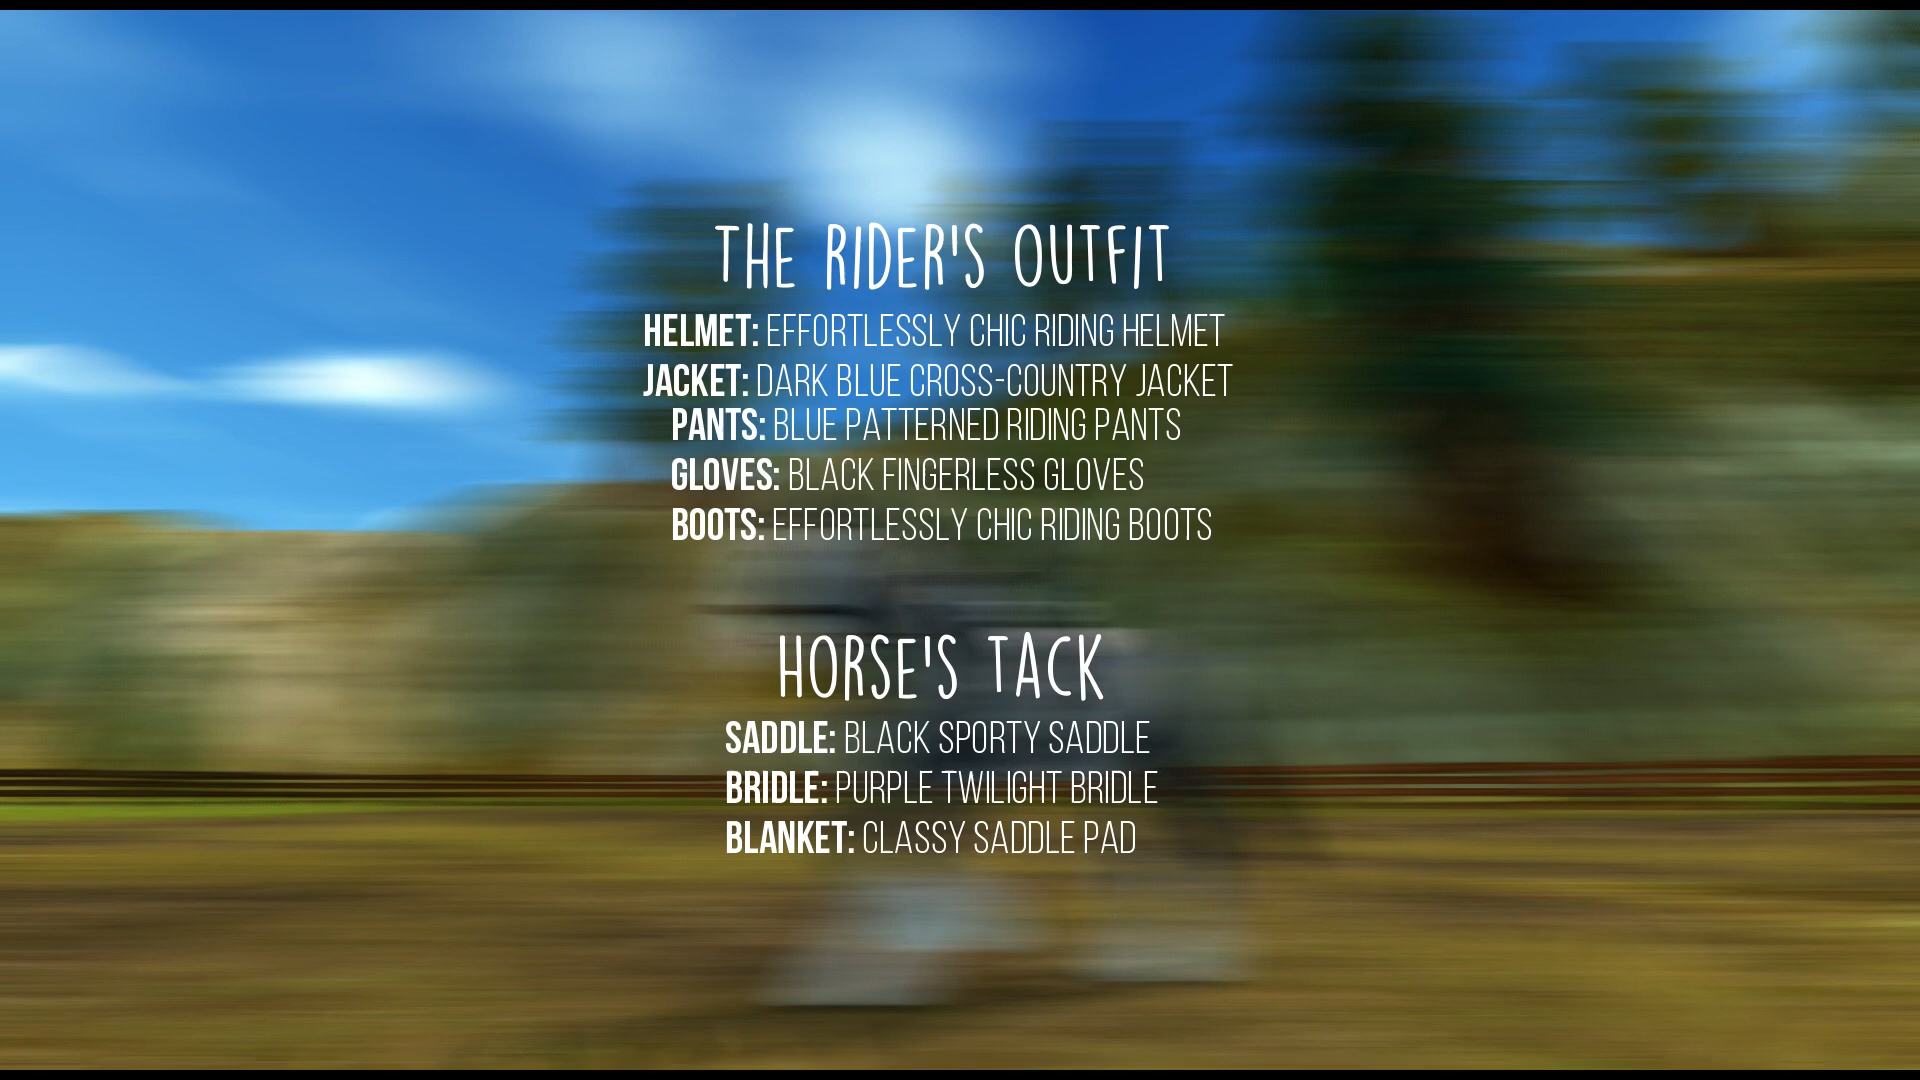 THE RIDER'S OUTFIT
HELMET: EFFORTLESSLY CHIC RIDING HELMET
JACKET: DARK BLUE CROSS-COUNTRY JACKET
PANTS: BLUE PATTERNED RIDING PANTS
GLOVES: BLACK FINGERLESS GLOVES
BOOTS: EFFORTLESSLY CHIC RIDING BOOTS
HORSE'S TACK
SADDLE: BLACK SPORTY SADDLE
BRIDLE: PURPLE TWILIGHT BRIDLE
BLANKET: CLASSY SADDLE PAD